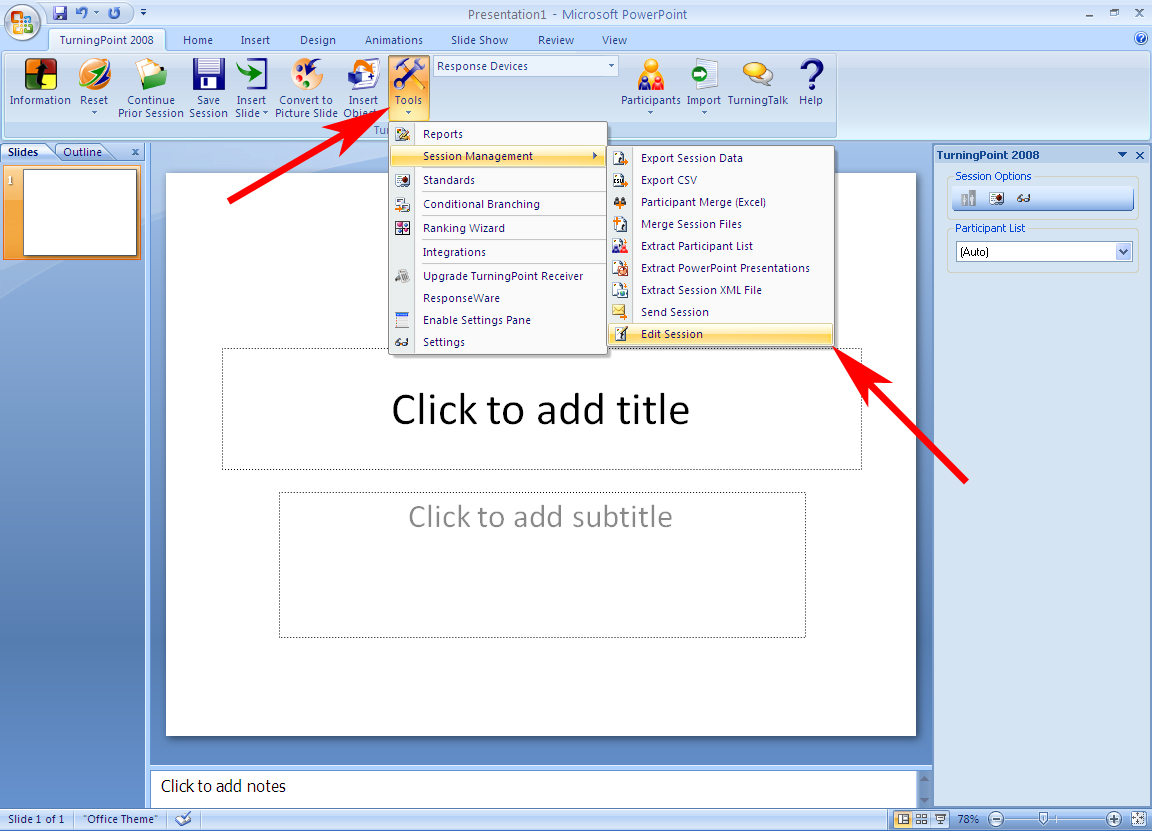 Presentation1 - Microsoft PowerPoint
TurningPoint 2008 Home Insert Design Animations Slide Show Review View
Response Devices
Information Reset Continue Prior Session Save Session Insert Slide Convert to Picture Slide Insert Tools Participants Import TurningTalk Help
Reports
Session Management
Standards
Conditional Branching
Ranking Wizard
Integrations
Upgrade TurningPoint Receiver
ResponseWare
Enable Settings Pane
Settings
Export Session Data
Export CSV
Participant Merge (Excel)
Merge Session Files
Extract Participant List
Extract PowerPoint Presentations
Extract Session XML File
Send Session
Edit Session
Slides Outline x
1
TurningPoint 2008
Session Options
Participant List
(Auto)
Click to add title
Click to add subtitle
Click to add notes
Slide 1 of 1 "Office Theme" 78%